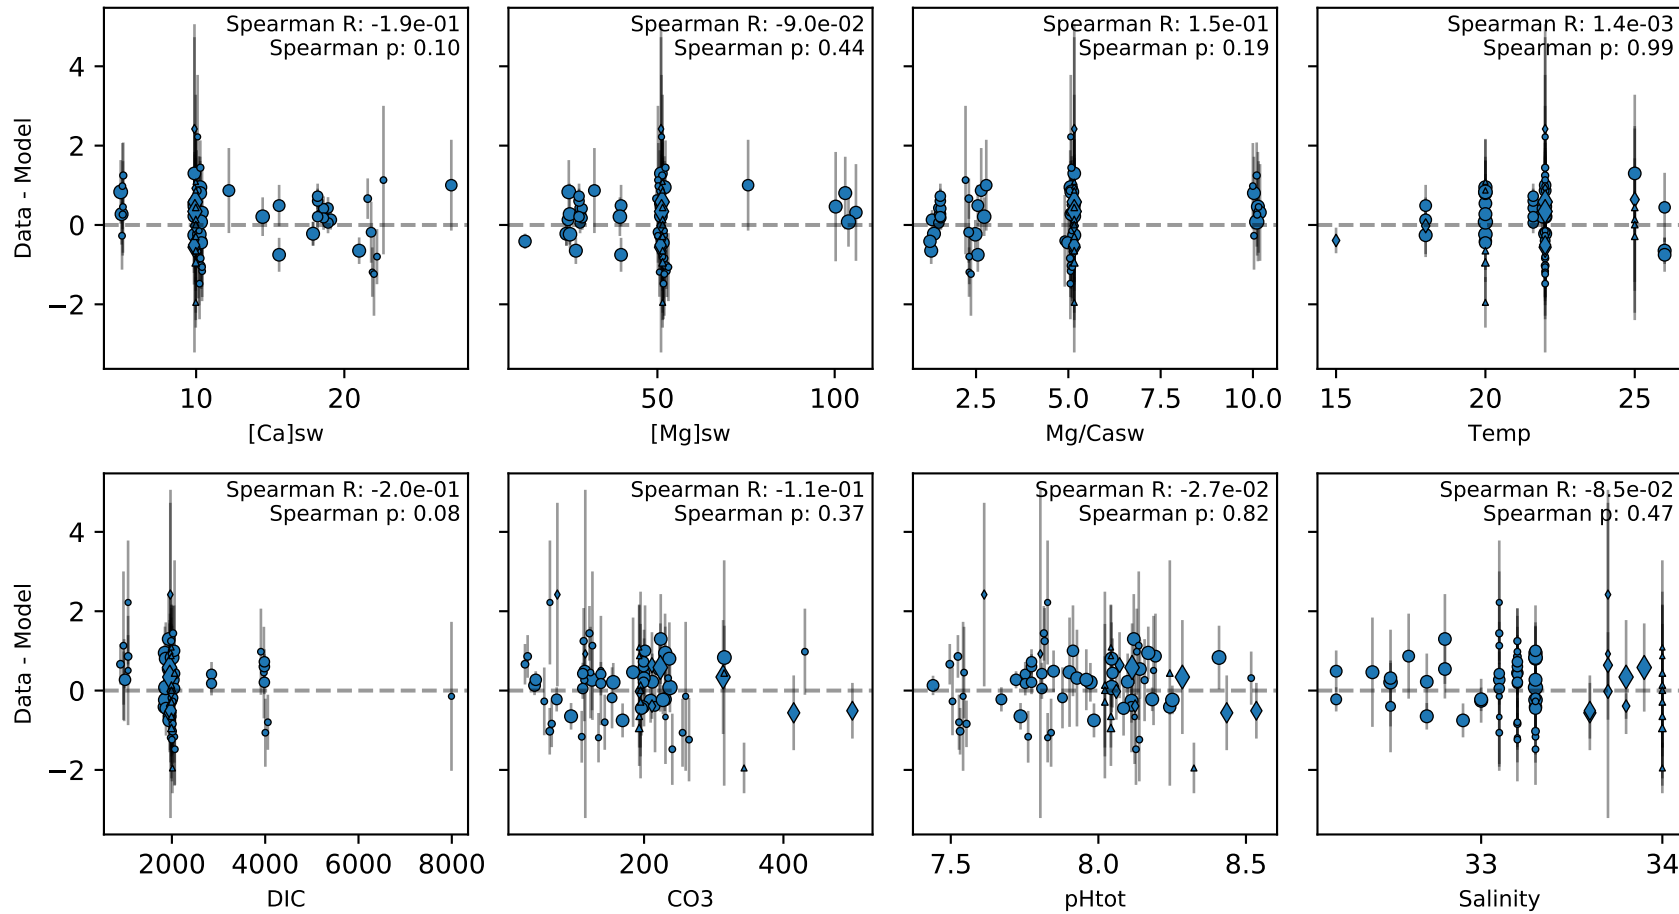 Spearman R: -1.9e-01
Spearman p: 0.10
Spearman R: -9.0e-02
Spearman p: 0.44
Spearman R: 1.5e-01
Spearman p: 0.19
Spearman R: 1.4e-03
Spearman p: 0.99
Data - Model
4
2
0
−2
10 20
50 100
2.5 5.0 7.5 10.0
15 20 25
[Ca]sw
[Mg]sw
Mg/Casw
Temp
Spearman R: -2.0e-01
Spearman p: 0.08
Spearman R: -1.1e-01
Spearman p: 0.37
Spearman R: -2.7e-02
Spearman p: 0.82
Spearman R: -8.5e-02
Spearman p: 0.47
Data - Model
4
2
0
−2
2000 4000 6000 8000
200 400
7.5 8.0 8.5
33 34
DIC
CO3
pHtot
Salinity